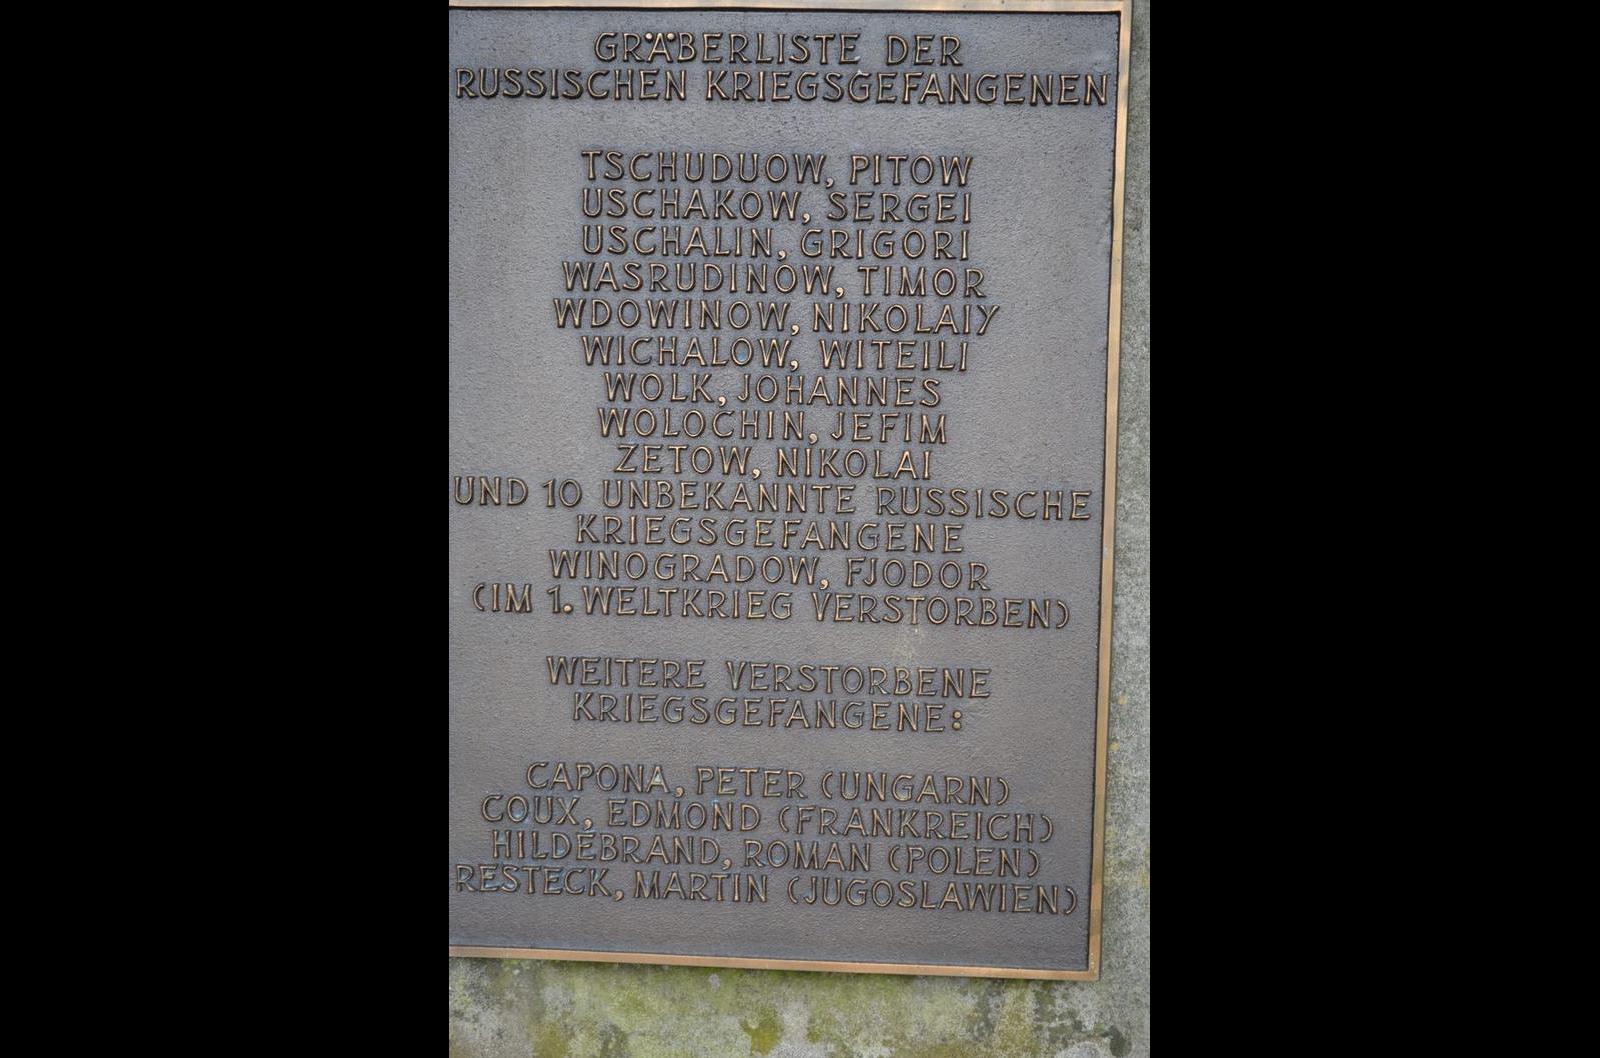 GRÄBERLISTE DER
RUSSISCHEN KRIEGSGEFANGENEN
TSCHUDUOW, PITOW
USCHAKOW, SERGEI
USCHALIN, GRIGORI
WASRUDINOW, TIMOR
WDOWINOW, NIKOLAIY
WICHALOW, WITEILI
WOLK, JOHANNES
WOLOCHIN, JEFIM
ZETOW, NIKOLAI
UND 10 UNBEKANNTE RUSSISCHE
KRIEGSGEFANGENE
WINOGRADOW, FJODOR
(IM 1. WELTKRIEG VERSTORBEN)
WEITERE VERSTORBENE
KRIEGSGEFANGENE:
CAPONA, PETER (UNGARN)
COUX, EDMOND (FRANKREICH)
HILDEBRAND, ROMAN (POLEN)
RESTECK, MARTIN (JUGOSLAWIEN)